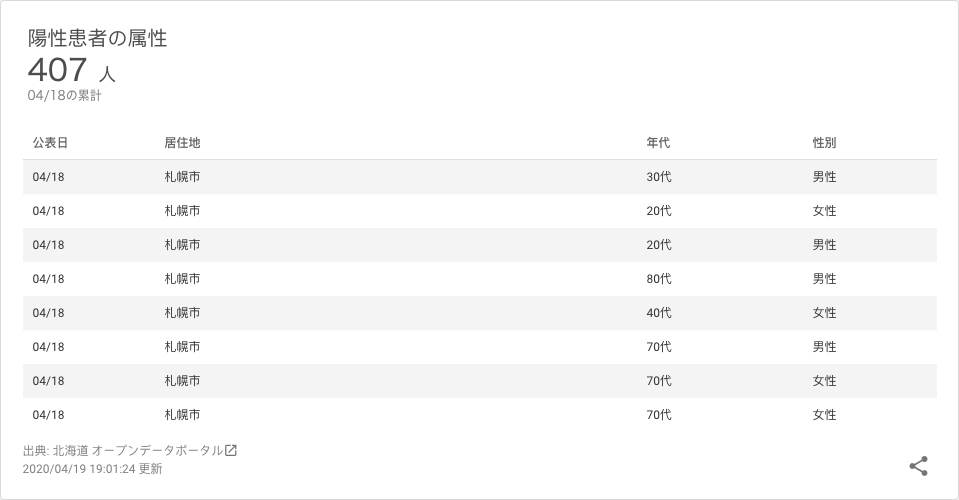 陽性患者の属性
407 人
04/18の累計
公表日 居住地 年代 性別
04/18 札幌市 30代 男性
04/18 札幌市 20代 女性
04/18 札幌市 20代 男性
04/18 札幌市 80代 男性
04/18 札幌市 40代 女性
04/18 札幌市 70代 男性
04/18 札幌市 70代 女性
04/18 札幌市 70代 女性
出典: 北海道 オープンデータポータル
2020/04/19 19:01:24 更新